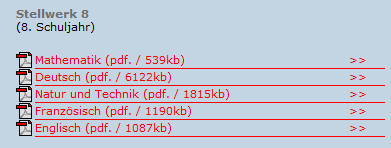 Stellwerk 8
(8. Schuljahr)
Mathematik (pdf. / 539kb) >>
Deutsch (pdf. / 6122kb) >>
Natur und Technik (pdf. / 1815kb) >>
Französisch (pdf. / 1190kb) >>
Englisch (pdf. / 1087kb) >>